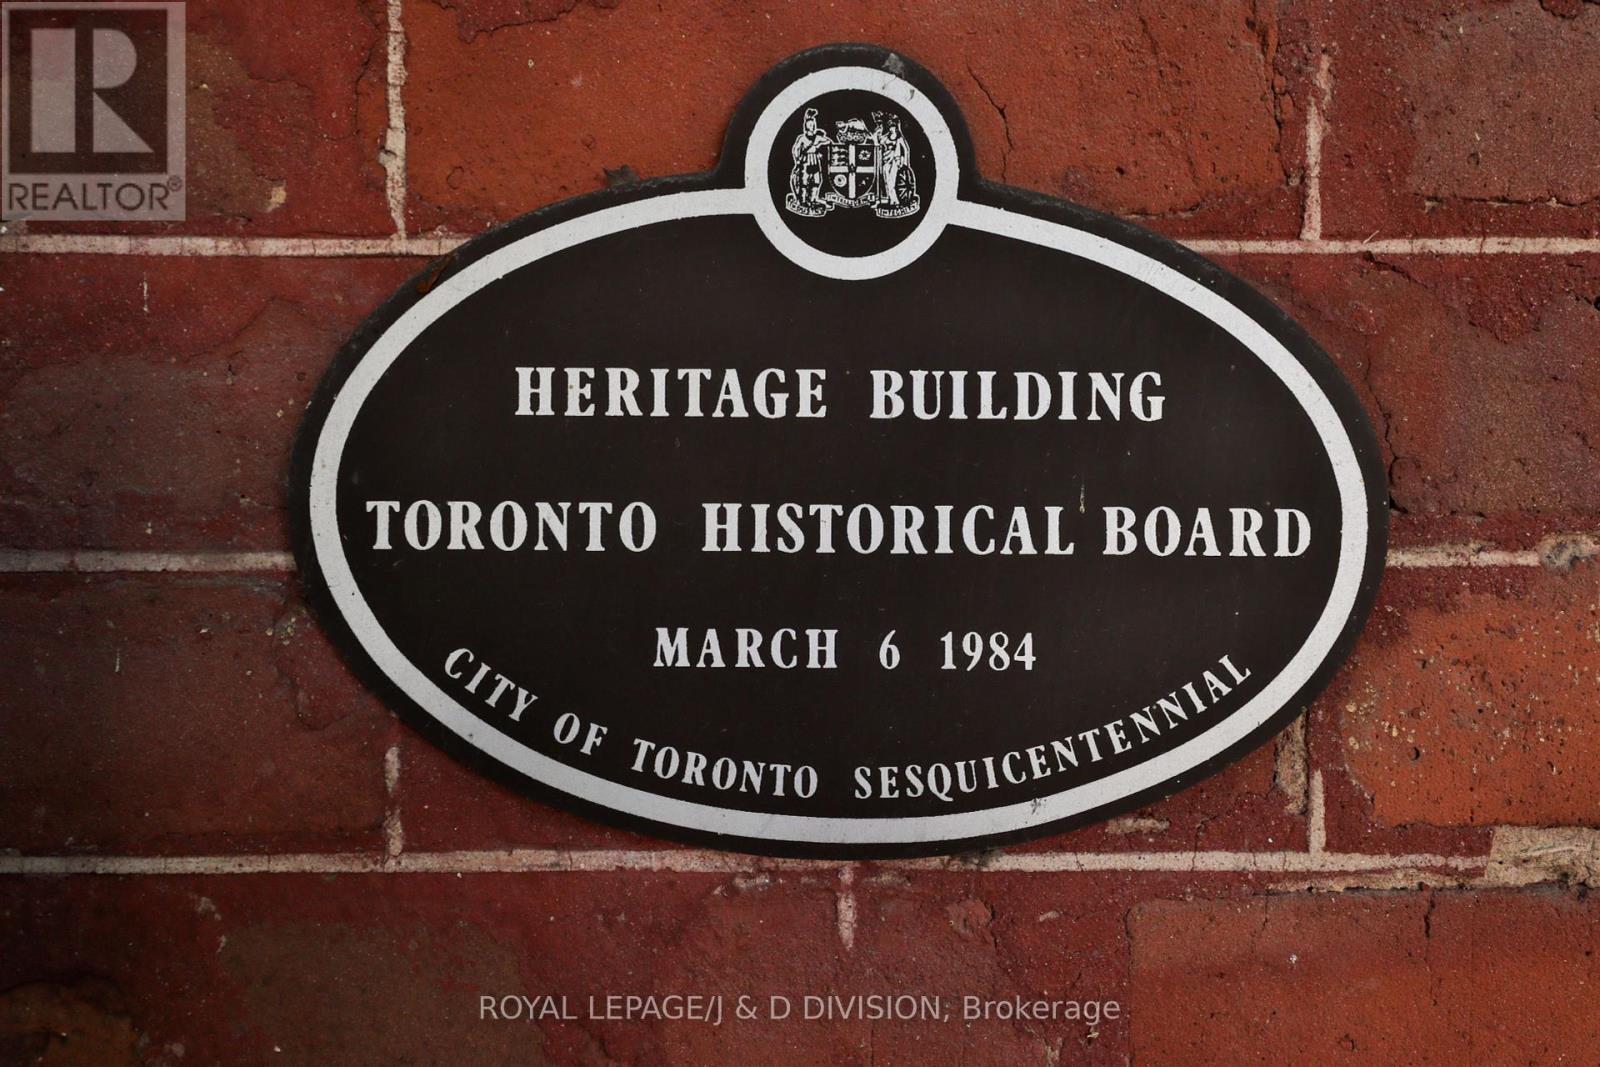 REALTOR®
HERITAGE BUILDING
TORONTO HISTORICAL BOARD
MARCH 6 1984
CITY OF TORONTO SESQUICENTENNIAL
ROYAL LEPAGE/J & D DIVISION, Brokerage